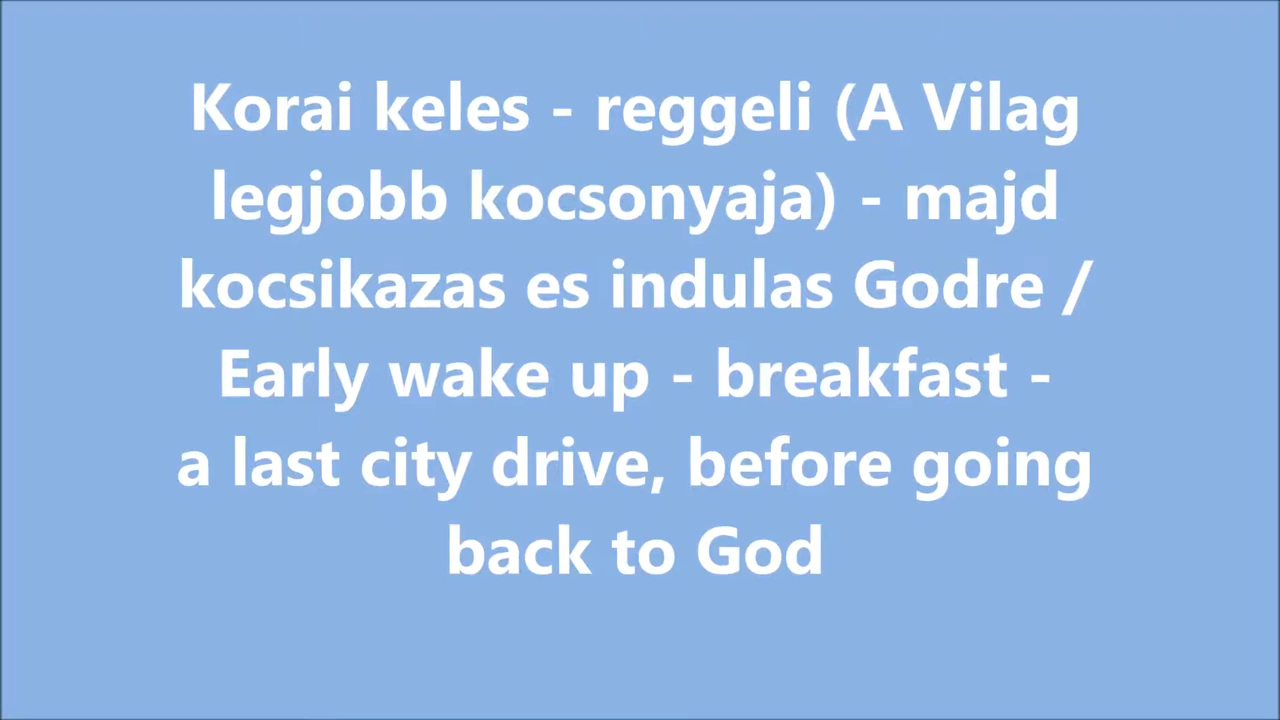 Korai keles - reggeli (A Vilag
legjobb kocsonyaja) - majd
kocsikazas es indulas Godre /
Early wake up - breakfast -
a last city drive, before going
back to God